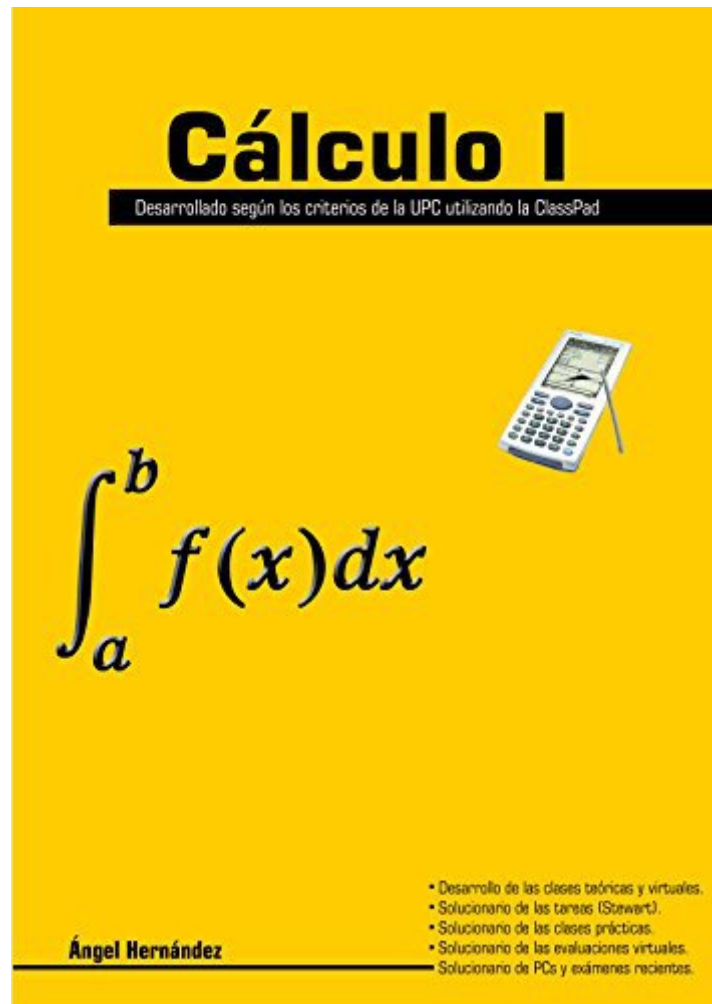 Cálculo I
Desarrollado según los criterios de la UPC utilizando la ClassPad
∫_a^b f(x)dx
• Desarrollo de las clases teóricas y virtuales.
• Solucionario de las tareas (Stewart).
• Solucionario de las clases prácticas.
• Solucionario de las evaluaciones virtuales.
Solucionario de PCs y exámenes recientes.
Ángel Hernández